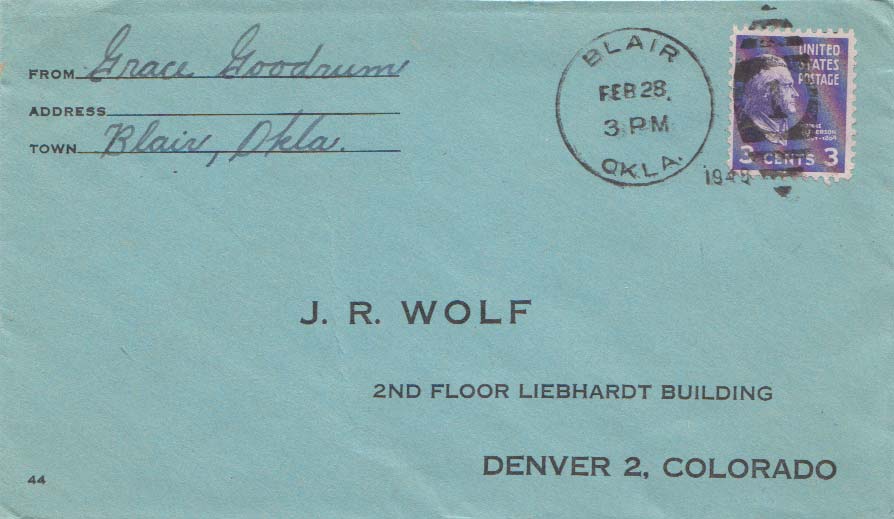 FROM Grace Goodrum
ADDRESS
TOWN Blair, Okla.
BLAIR
FEB 28.
3 PM
OKLA.
UNITED
STATES
POSTAGE
1
3 CENTS 3
J. R. WOLF
2ND FLOOR LIEBHARDT BUILDING
DENVER 2, COLORADO
44